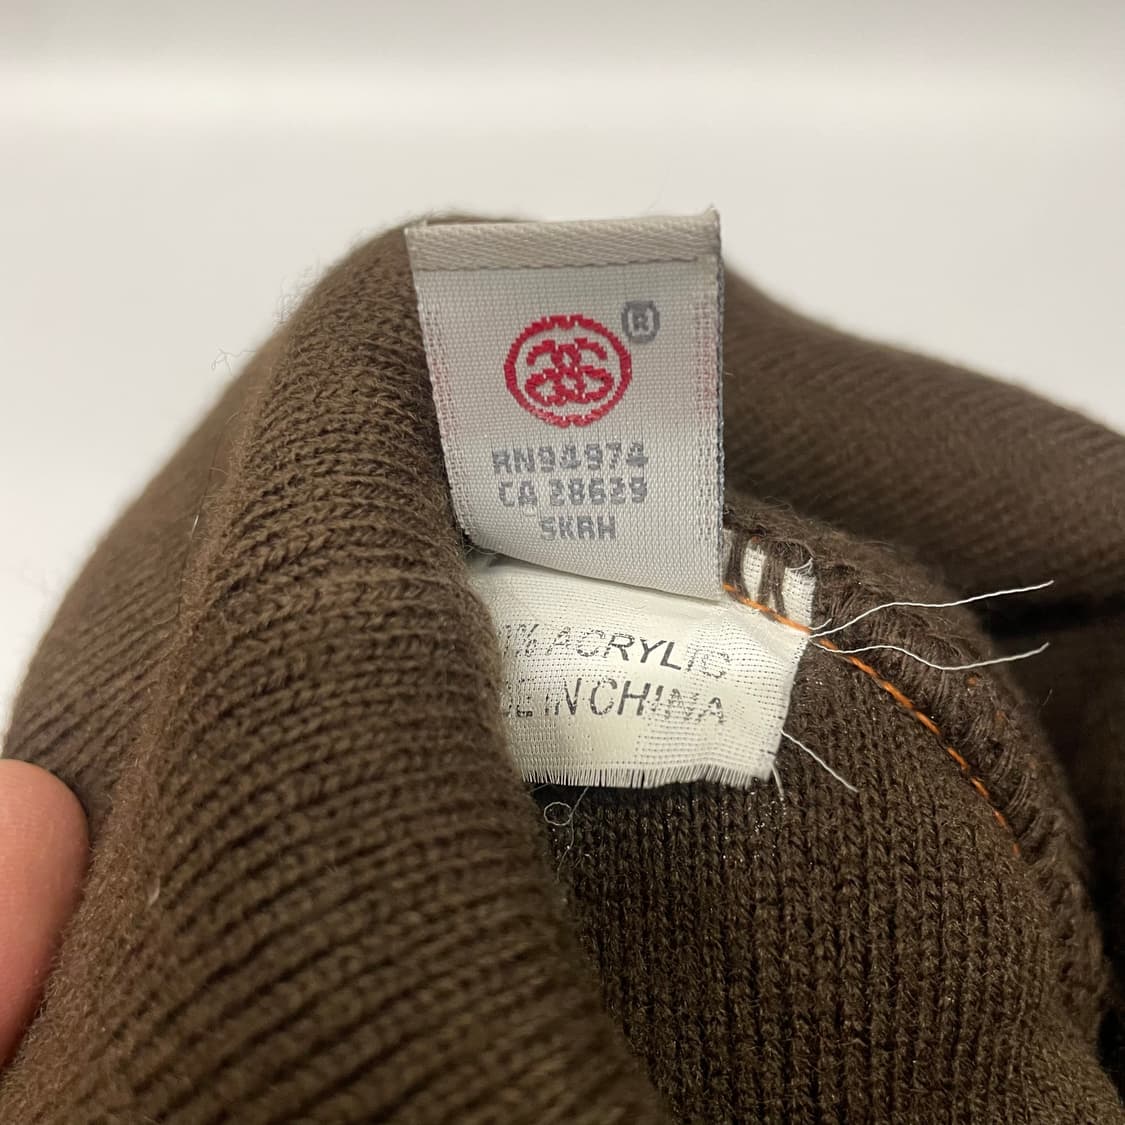 ®
RN94974
CA 28629
SKRH
% ACRYLIC
IN CHINA